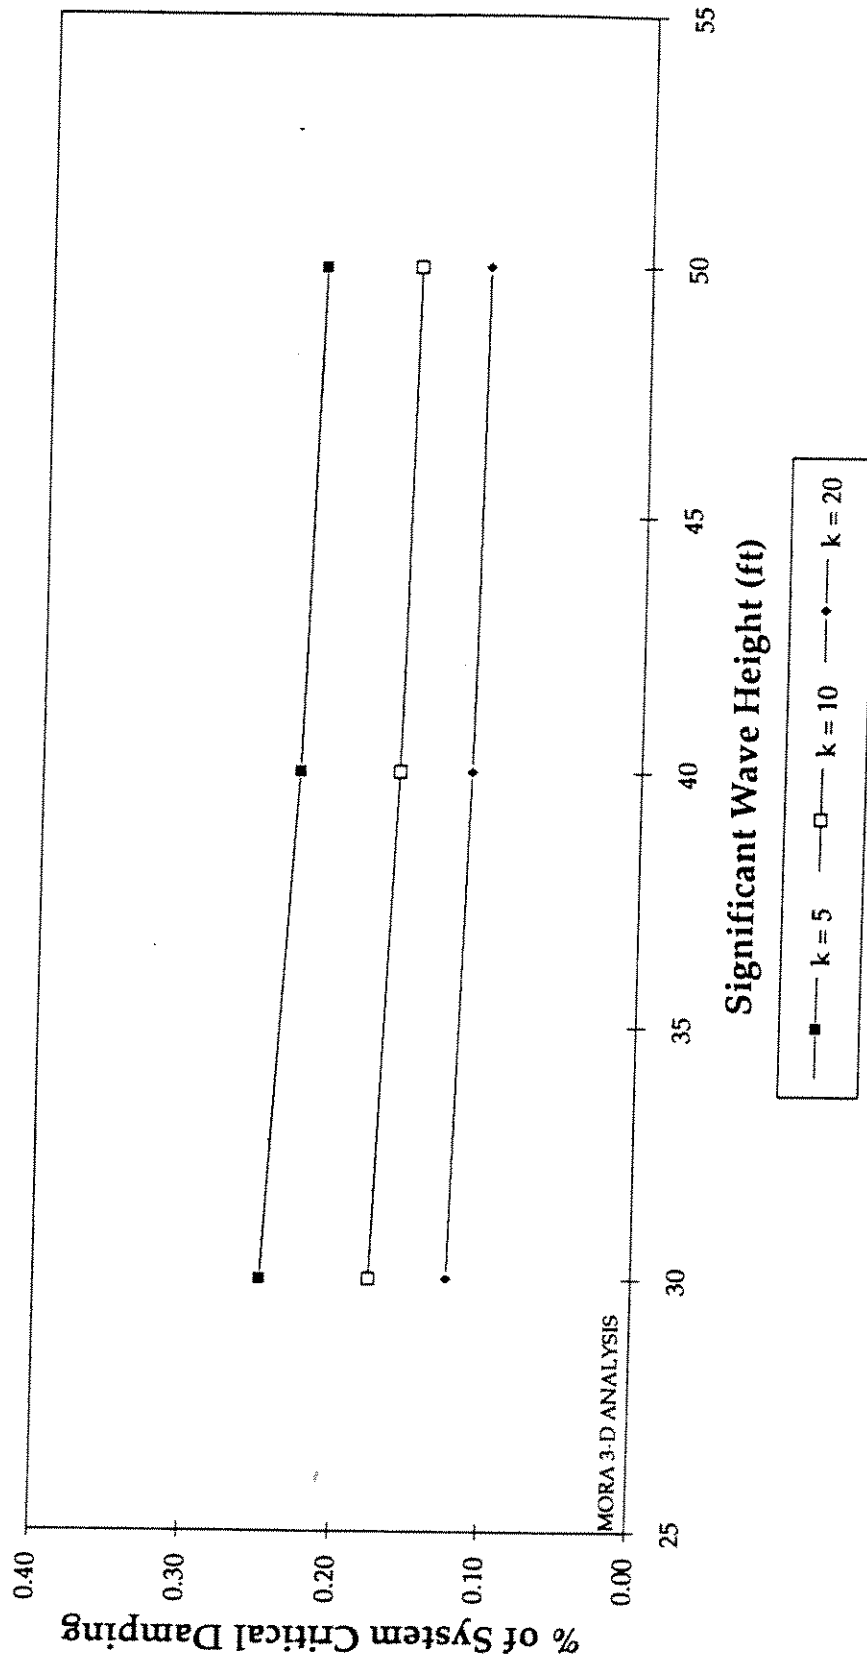 % of System Critical Damping
0.40
0.30
0.20
0.10
0.00
MORA 3-D ANALYSIS
25
30
35
40
45
50
55
Significant Wave Height (ft)
k = 5
k = 10
k = 20